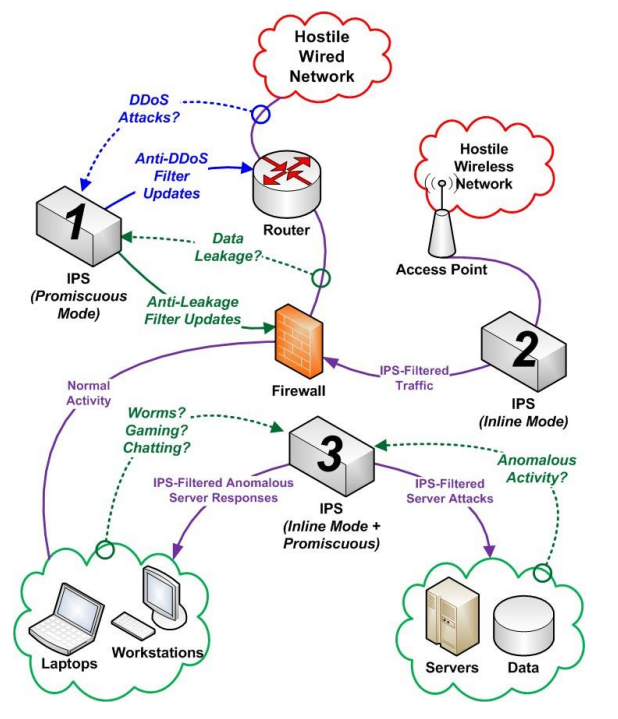 Hostile
Wired
Network
DDoS
Attacks?
Anti-DDoS
Filter
Updates
Hostile
Wireless
Network
1
Router
Data
Leakage?
Access Point
IPS
(Promiscuous
Mode)
Anti-Leakage
Filter Updates
2
Firewall
IPS-Filtered
Traffic
IPS
(Inline Mode)
Normal
Activity
Worms?
Gaming?
Chatting?
3
Anomalous
Activity?
IPS-Filtered Anomalous
Server Responses
IPS-Filtered
Server Attacks
IPS
(Inline Mode +
Promiscuous)
Laptops
Workstations
Servers
Data